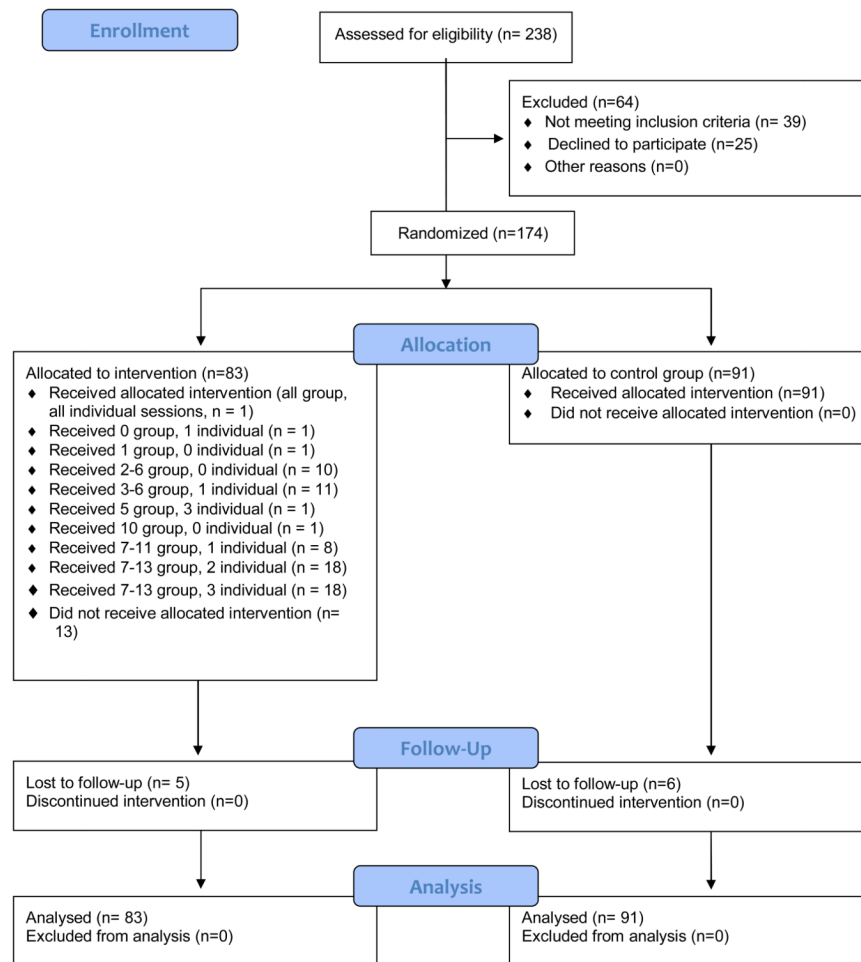 Enrollment
Assessed for eligibility (n= 238)
Excluded (n=64)
♦ Not meeting inclusion criteria (n= 39)
♦ Declined to participate (n=25)
♦ Other reasons (n=0)
Randomized (n=174)
Allocation
Allocated to intervention (n=83)
♦ Received allocated intervention (all group,
all individual sessions, n = 1)
♦ Received 0 group, 1 individual (n = 1)
♦ Received 1 group, 0 individual (n = 1)
♦ Received 2-6 group, 0 individual (n = 10)
♦ Received 3-6 group, 1 individual (n = 11)
♦ Received 5 group, 3 individual (n = 1)
♦ Received 10 group, 0 individual (n = 1)
♦ Received 7-11 group, 1 individual (n = 8)
♦ Received 7-13 group, 2 individual (n = 18)
♦ Received 7-13 group, 3 individual (n = 18)
♦ Did not receive allocated intervention (n=
13)
Allocated to control group (n=91)
♦ Received allocated intervention (n=91)
♦ Did not receive allocated intervention (n=0)
Follow-Up
Lost to follow-up (n= 5)
Discontinued intervention (n=0)
Lost to follow-up (n=6)
Discontinued intervention (n=0)
Analysis
Analysed (n= 83)
Excluded from analysis (n=0)
Analysed (n= 91)
Excluded from analysis (n=0)